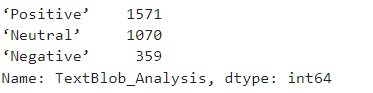 ‘Positive’ 1571
‘Neutral’ 1070
‘Negative’ 359
Name: TextBlob_Analysis, dtype: int64